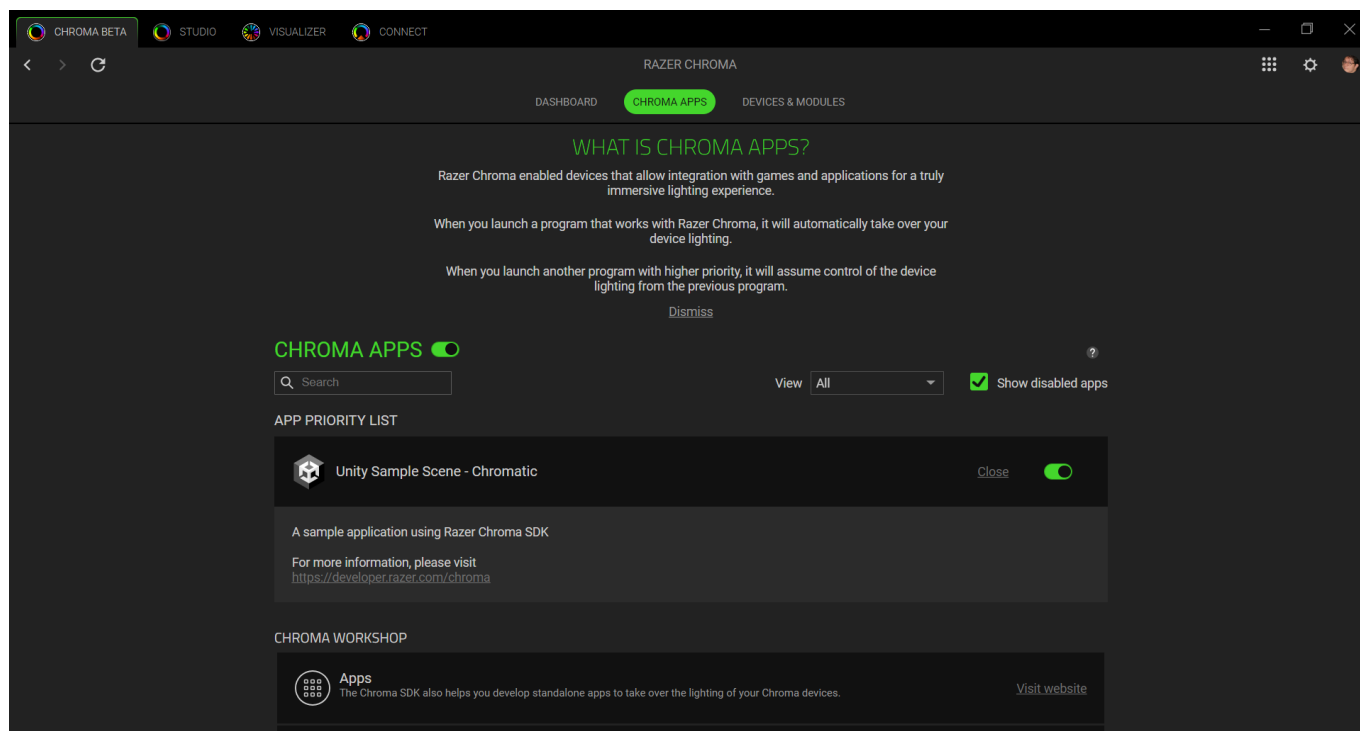 CHROMA BETA
STUDIO
VISUALIZER
CONNECT
RAZER CHROMA
DASHBOARD
CHROMA APPS
DEVICES & MODULES
WHAT IS CHROMA APPS?
Razer Chroma enabled devices that allow integration with games and applications for a truly
immersive lighting experience.
When you launch a program that works with Razer Chroma, it will automatically take over your
device lighting.
When you launch another program with higher priority, it will assume control of the device
lighting from the previous program.
Dismiss
CHROMA APPS
?
Search
View All
Show disabled apps
APP PRIORITY LIST
Unity Sample Scene - Chromatic
Close
A sample application using Razer Chroma SDK
For more information, please visit
https://developer.razer.com/chroma
CHROMA WORKSHOP
Apps
The Chroma SDK also helps you develop standalone apps to take over the lighting of your Chroma devices.
Visit website